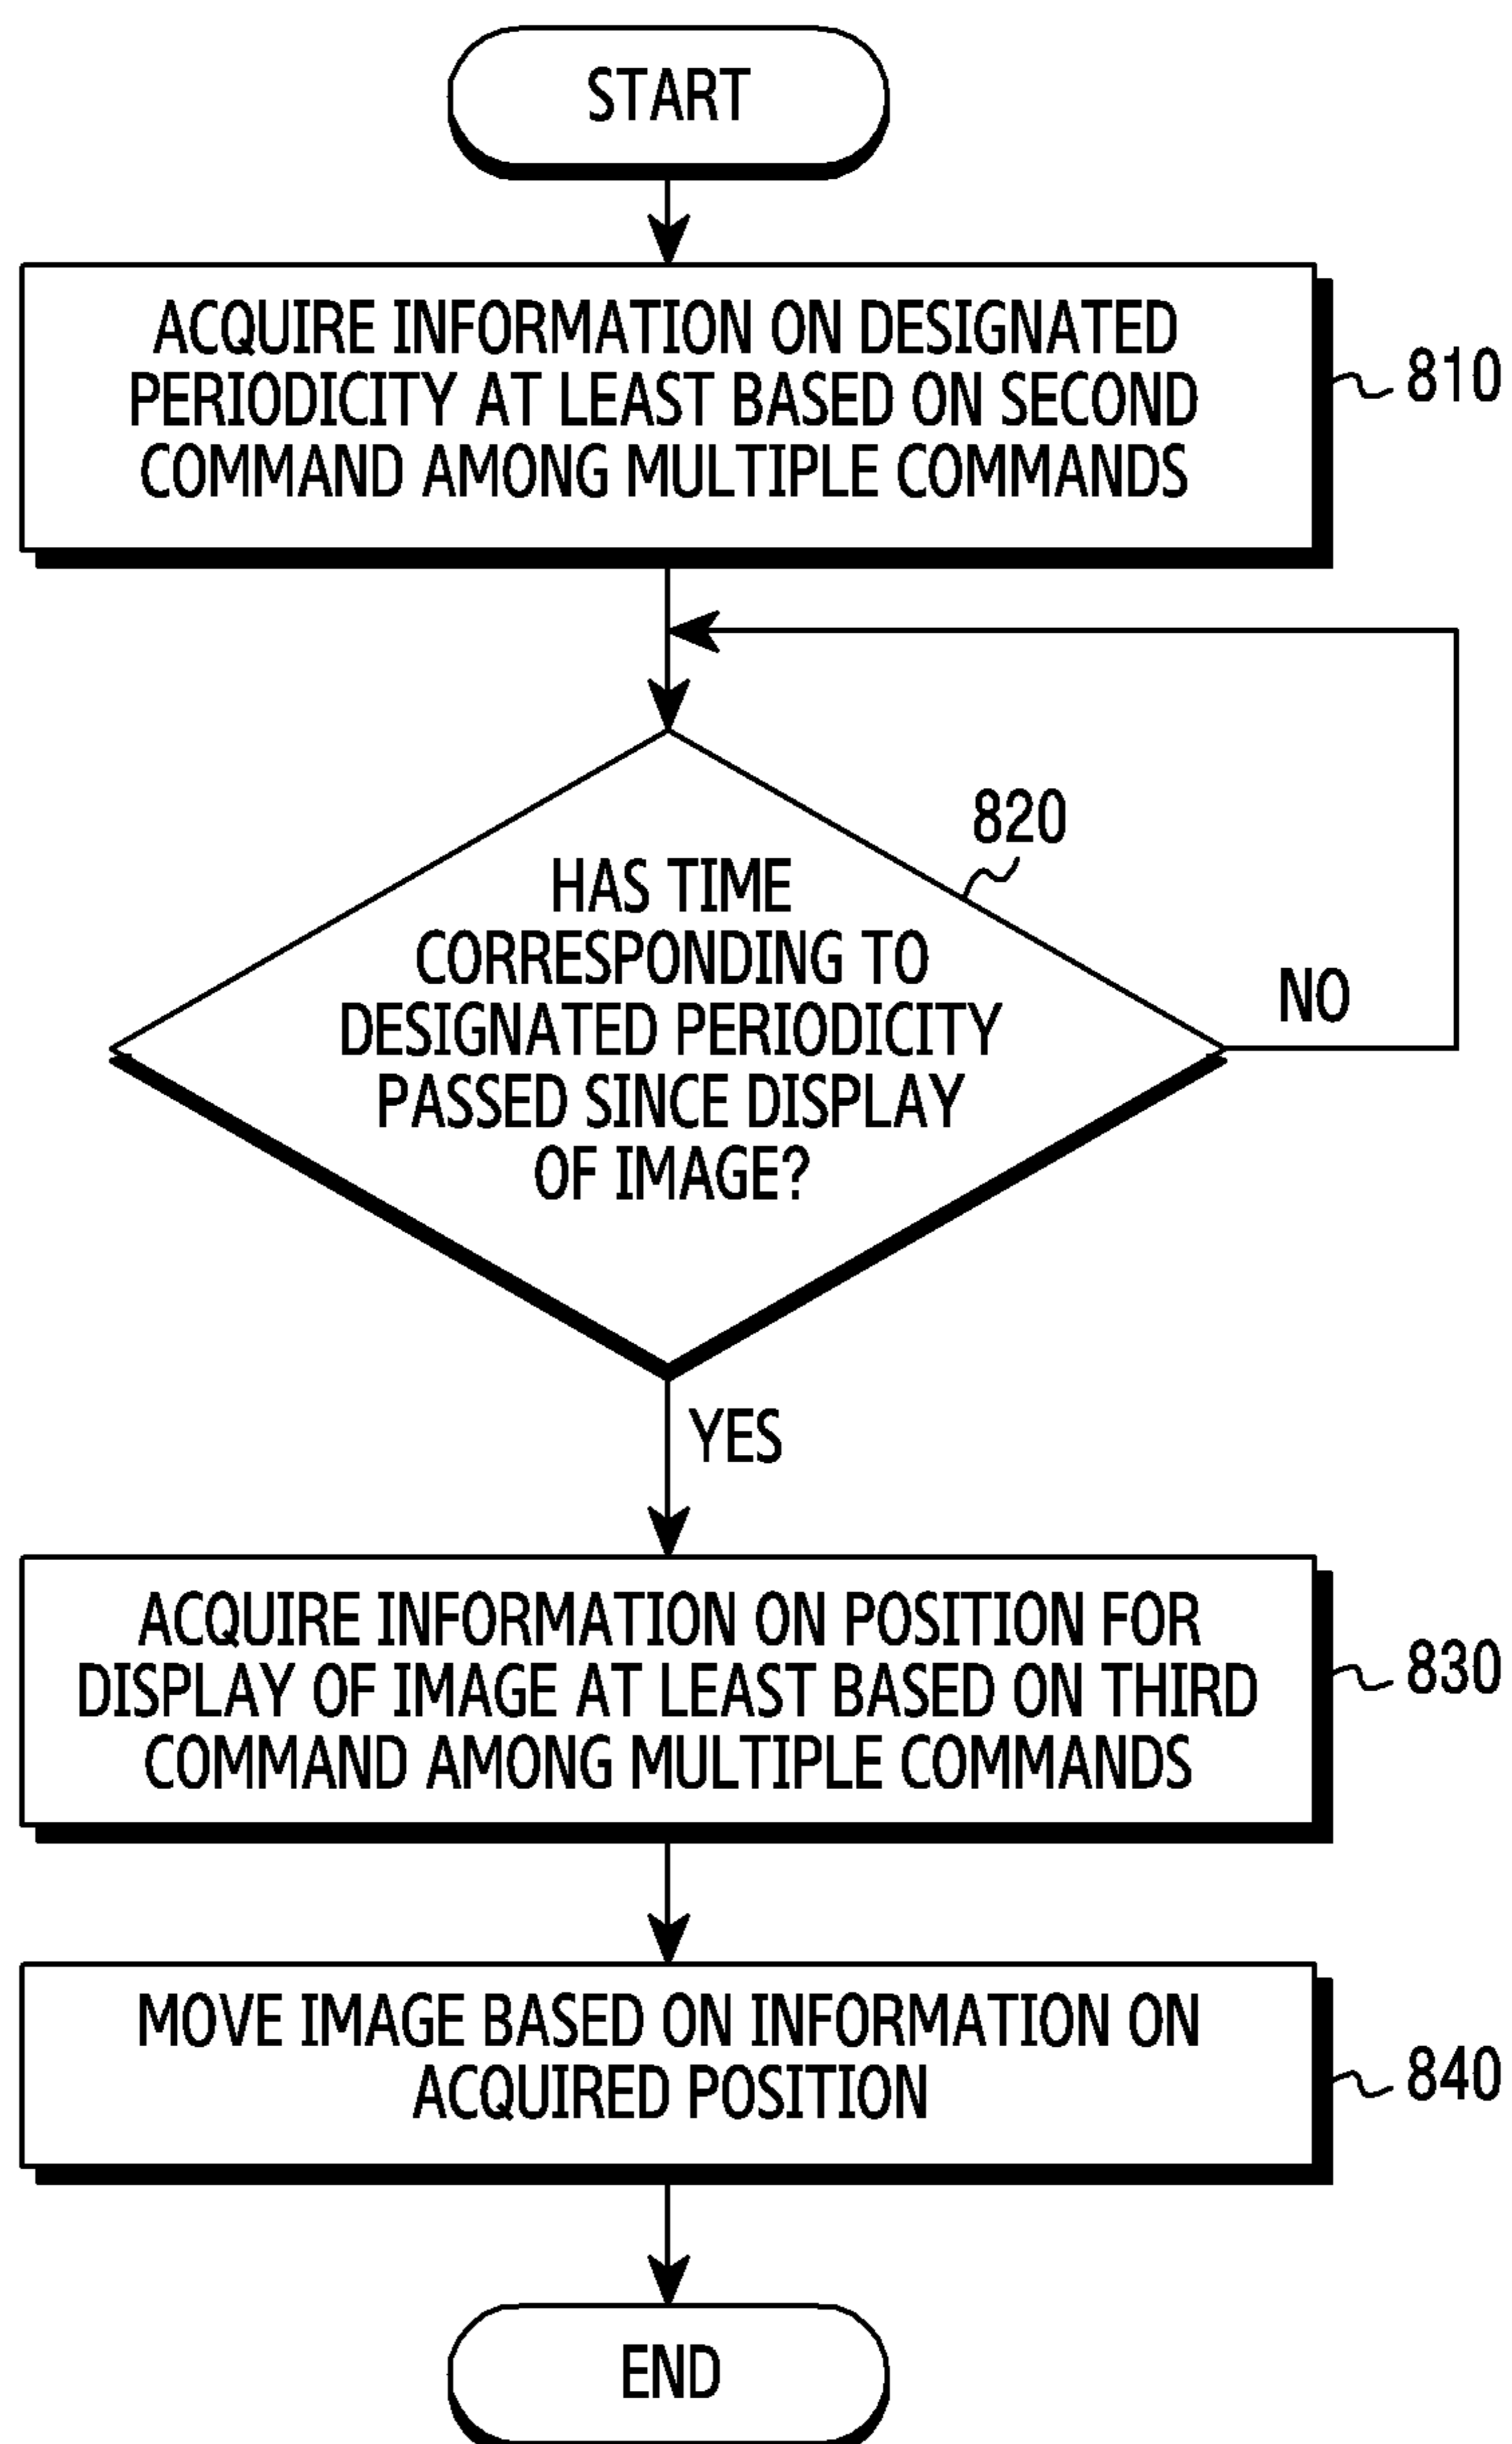 START
ACQUIRE INFORMATION ON DESIGNATED
PERIODICITY AT LEAST BASED ON SECOND
COMMAND AMONG MULTIPLE COMMANDS
810
820
HAS TIME
CORRESPONDING TO
DESIGNATED PERIODICITY
PASSED SINCE DISPLAY
OF IMAGE?
NO
YES
ACQUIRE INFORMATION ON POSITION FOR
DISPLAY OF IMAGE AT LEAST BASED ON THIRD
COMMAND AMONG MULTIPLE COMMANDS
830
MOVE IMAGE BASED ON INFORMATION ON
ACQUIRED POSITION
840
END